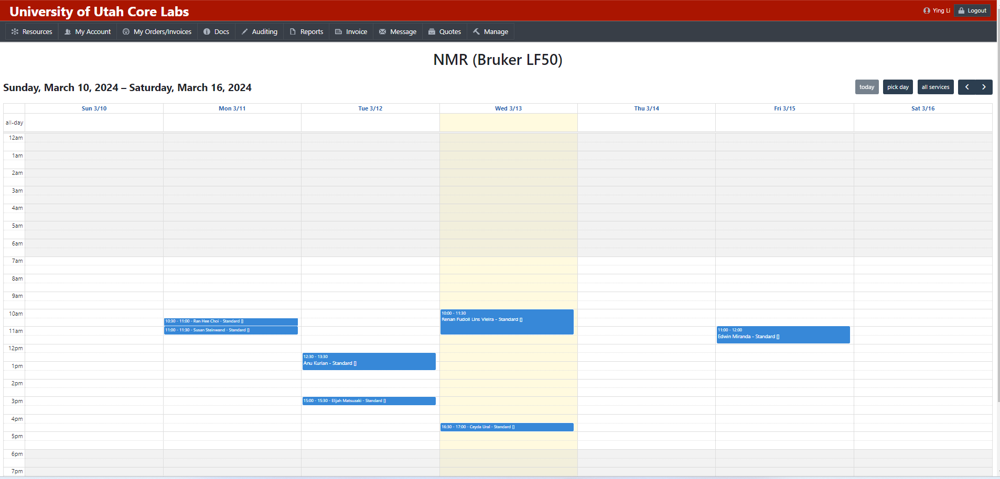 University of Utah Core Labs
Ying Li Logout
Resources My Account My Orders/Invoices Docs Auditing Reports Invoice Message Quotes Manage
NMR (Bruker LF50)
Sunday, March 10, 2024 – Saturday, March 16, 2024
today pick day all services
Sun 3/10 Mon 3/11 Tue 3/12 Wed 3/13 Thu 3/14 Fri 3/15 Sat 3/16
all-day
12am
1am
2am
3am
4am
5am
6am
7am
8am
9am
10am
10:00 - 11:30
Renan Fudoli Lins Vieira - Standard []
10:30 - 11:00 - Ran Hee Choi - Standard []
11am
11:00 - 11:30 - Susan Steinwand - Standard []
11:00 - 12:00
Edwin Miranda - Standard []
12pm
12:30 - 13:30
Anu Kurian - Standard []
1pm
2pm
3pm
15:00 - 15:30 - Elijah Matsuzaki - Standard []
4pm
16:30 - 17:00 - Ceyda Ural - Standard []
5pm
6pm
7pm